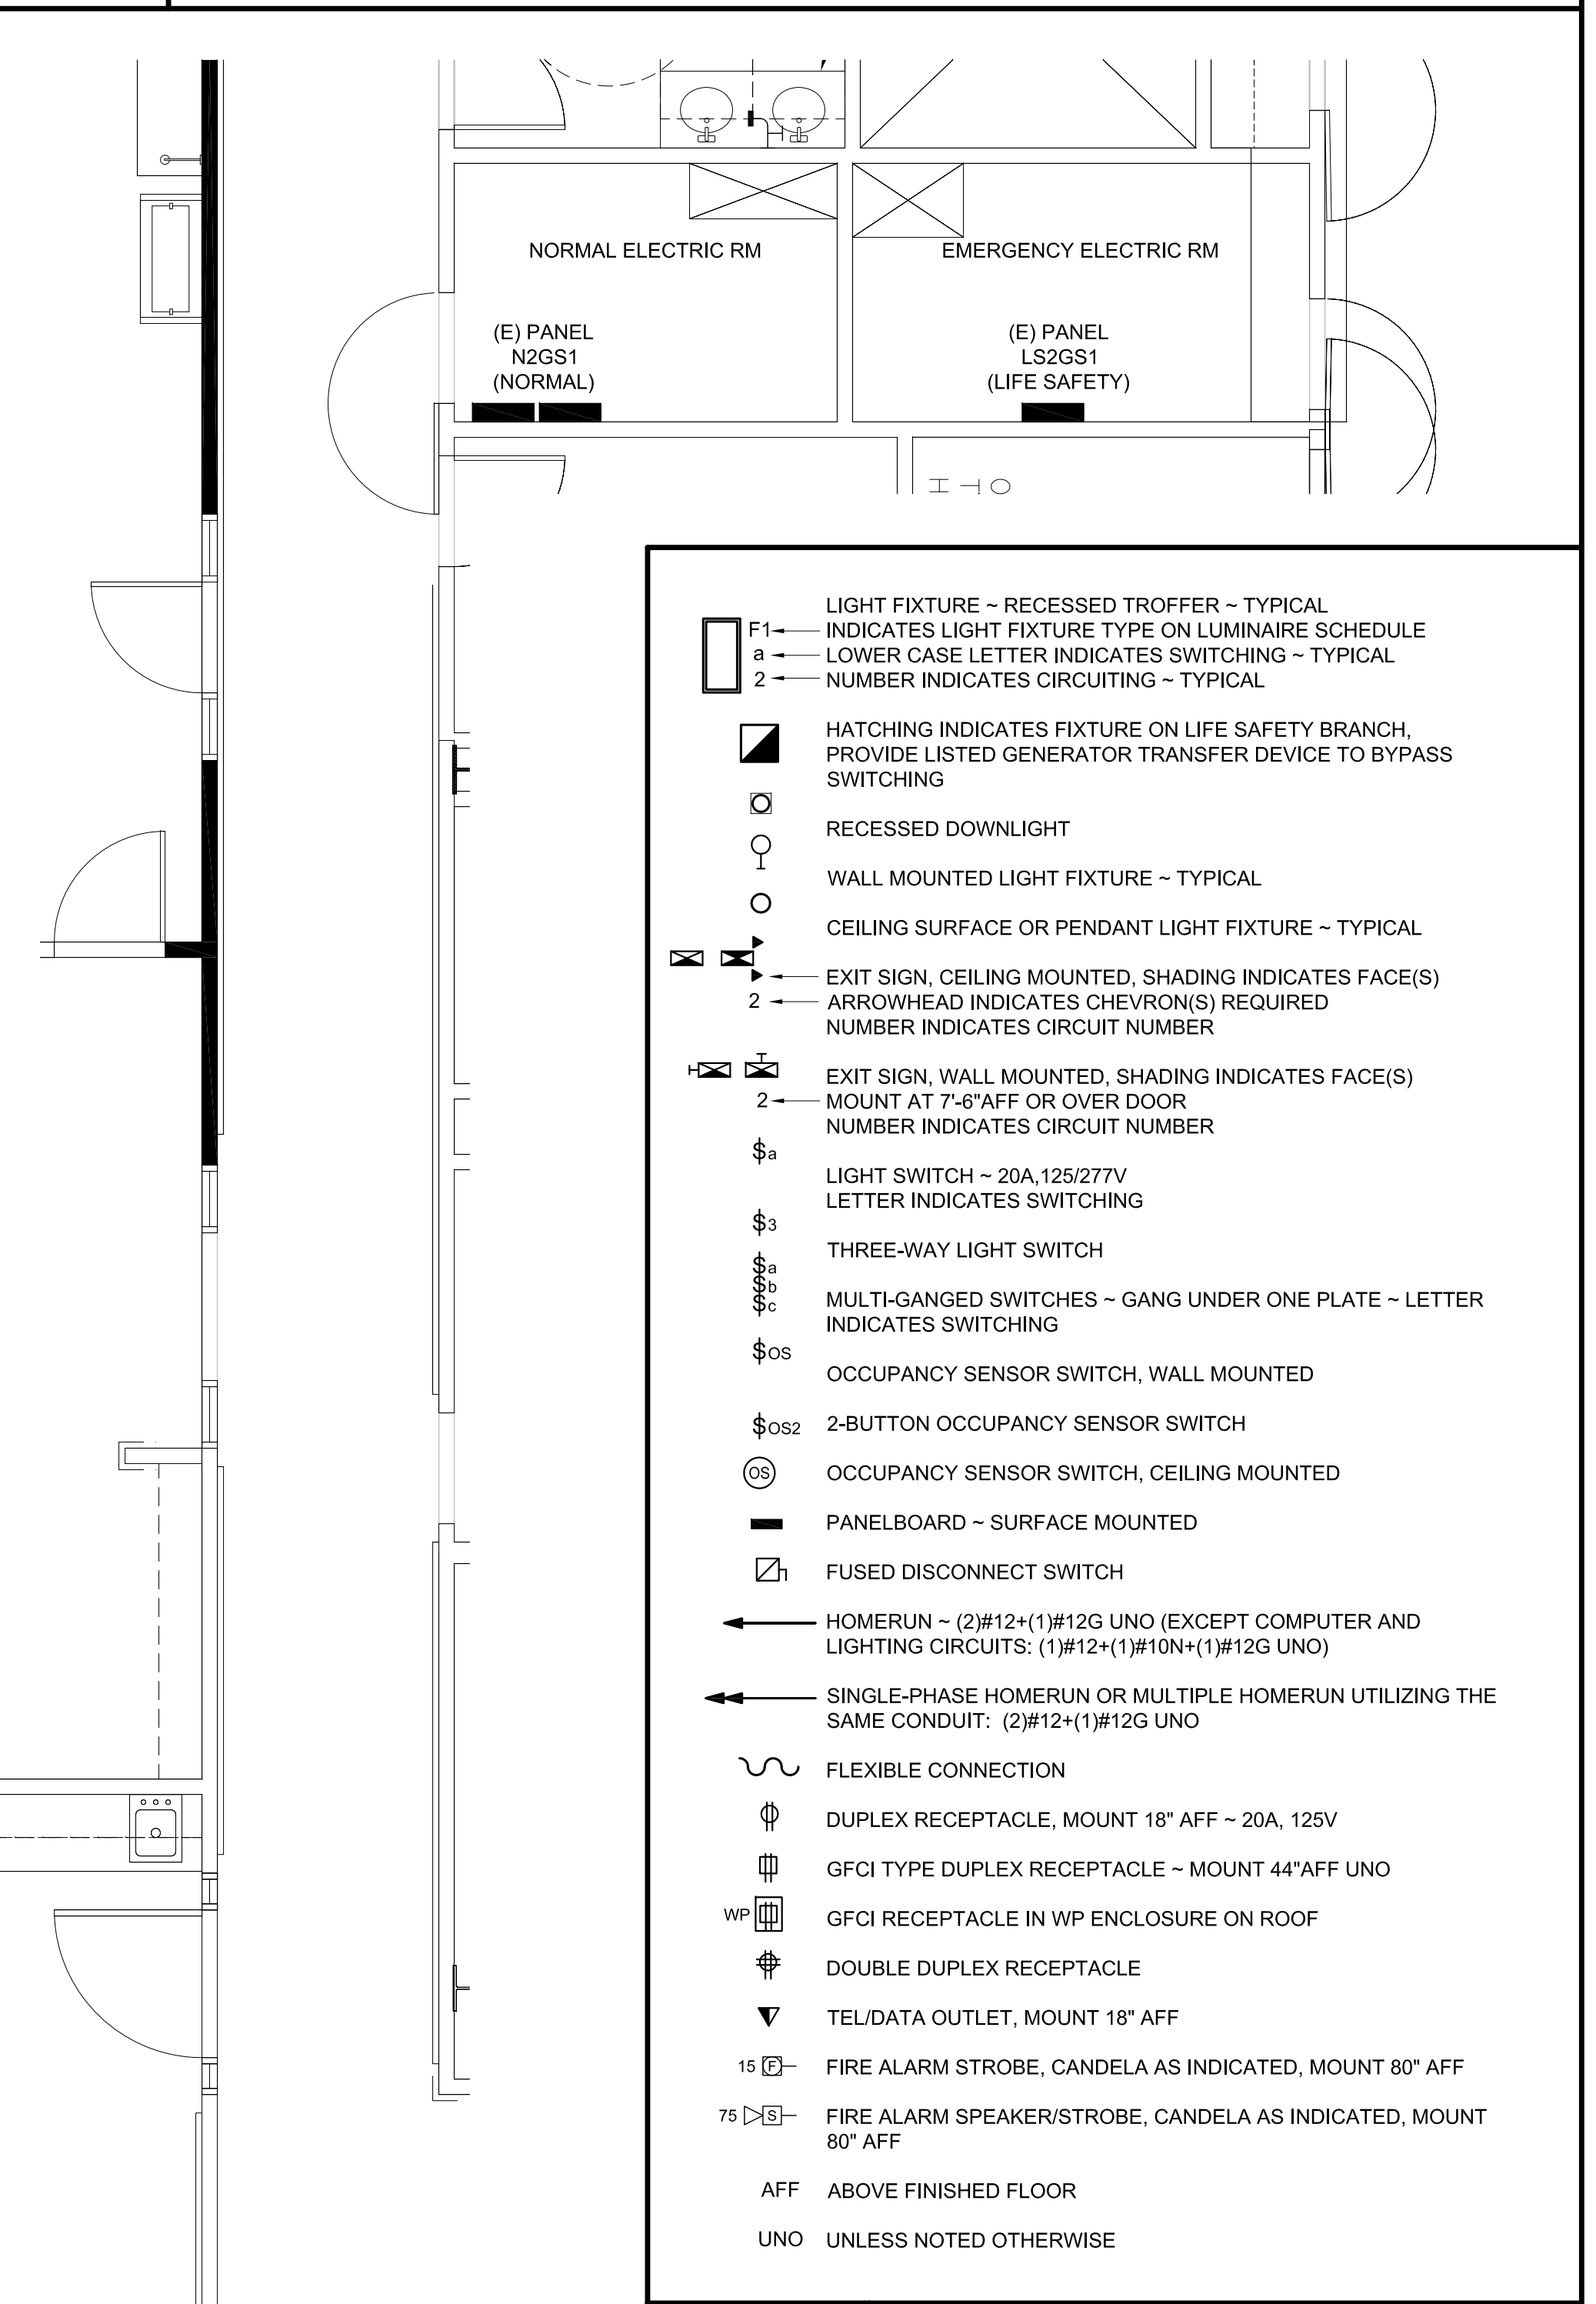 NORMAL ELECTRIC RM
EMERGENCY ELECTRIC RM
(E) PANEL
N2GS1
(NORMAL)
(E) PANEL
LS2GS1
(LIFE SAFETY)
H
T
O
LIGHT FIXTURE ~ RECESSED TROFFER ~ TYPICAL
F1 INDICATES LIGHT FIXTURE TYPE ON LUMINAIRE SCHEDULE
a LOWER CASE LETTER INDICATES SWITCHING ~ TYPICAL
2 NUMBER INDICATES CIRCUITING ~ TYPICAL
HATCHING INDICATES FIXTURE ON LIFE SAFETY BRANCH,
PROVIDE LISTED GENERATOR TRANSFER DEVICE TO BYPASS
SWITCHING
RECESSED DOWNLIGHT
WALL MOUNTED LIGHT FIXTURE ~ TYPICAL
CEILING SURFACE OR PENDANT LIGHT FIXTURE ~ TYPICAL
EXIT SIGN, CEILING MOUNTED, SHADING INDICATES FACE(S)
2 ARROWHEAD INDICATES CHEVRON(S) REQUIRED
NUMBER INDICATES CIRCUIT NUMBER
EXIT SIGN, WALL MOUNTED, SHADING INDICATES FACE(S)
2 MOUNT AT 7'-6"AFF OR OVER DOOR
NUMBER INDICATES CIRCUIT NUMBER
$a
LIGHT SWITCH ~ 20A,125/277V
LETTER INDICATES SWITCHING
$3
THREE-WAY LIGHT SWITCH
$a
$b
$c
MULTI-GANGED SWITCHES ~ GANG UNDER ONE PLATE ~ LETTER
INDICATES SWITCHING
$OS
OCCUPANCY SENSOR SWITCH, WALL MOUNTED
$OS2 2-BUTTON OCCUPANCY SENSOR SWITCH
OS OCCUPANCY SENSOR SWITCH, CEILING MOUNTED
PANELBOARD ~ SURFACE MOUNTED
FUSED DISCONNECT SWITCH
HOMERUN ~ (2)#12+(1)#12G UNO (EXCEPT COMPUTER AND
LIGHTING CIRCUITS: (1)#12+(1)#10N+(1)#12G UNO)
SINGLE-PHASE HOMERUN OR MULTIPLE HOMERUN UTILIZING THE
SAME CONDUIT: (2)#12+(1)#12G UNO
FLEXIBLE CONNECTION
DUPLEX RECEPTACLE, MOUNT 18" AFF ~ 20A, 125V
GFCI TYPE DUPLEX RECEPTACLE ~ MOUNT 44"AFF UNO
WP GFCI RECEPTACLE IN WP ENCLOSURE ON ROOF
DOUBLE DUPLEX RECEPTACLE
TEL/DATA OUTLET, MOUNT 18" AFF
15 F FIRE ALARM STROBE, CANDELA AS INDICATED, MOUNT 80" AFF
75 S FIRE ALARM SPEAKER/STROBE, CANDELA AS INDICATED, MOUNT
80" AFF
AFF ABOVE FINISHED FLOOR
UNO UNLESS NOTED OTHERWISE